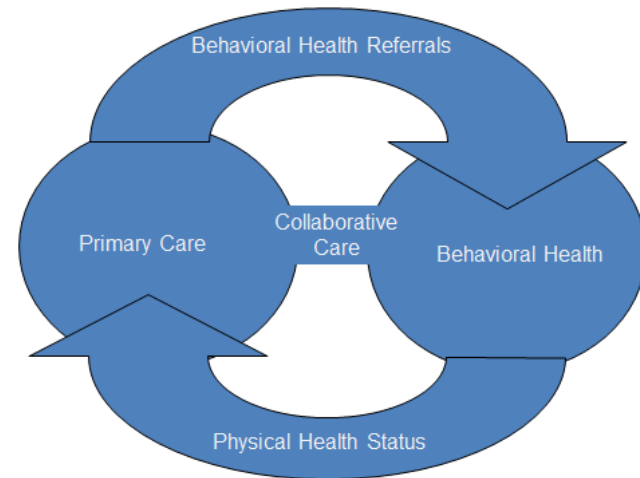 Behavioral Health Referrals
Primary Care
Collaborative
Care
Behavioral Health
Physical Health Status